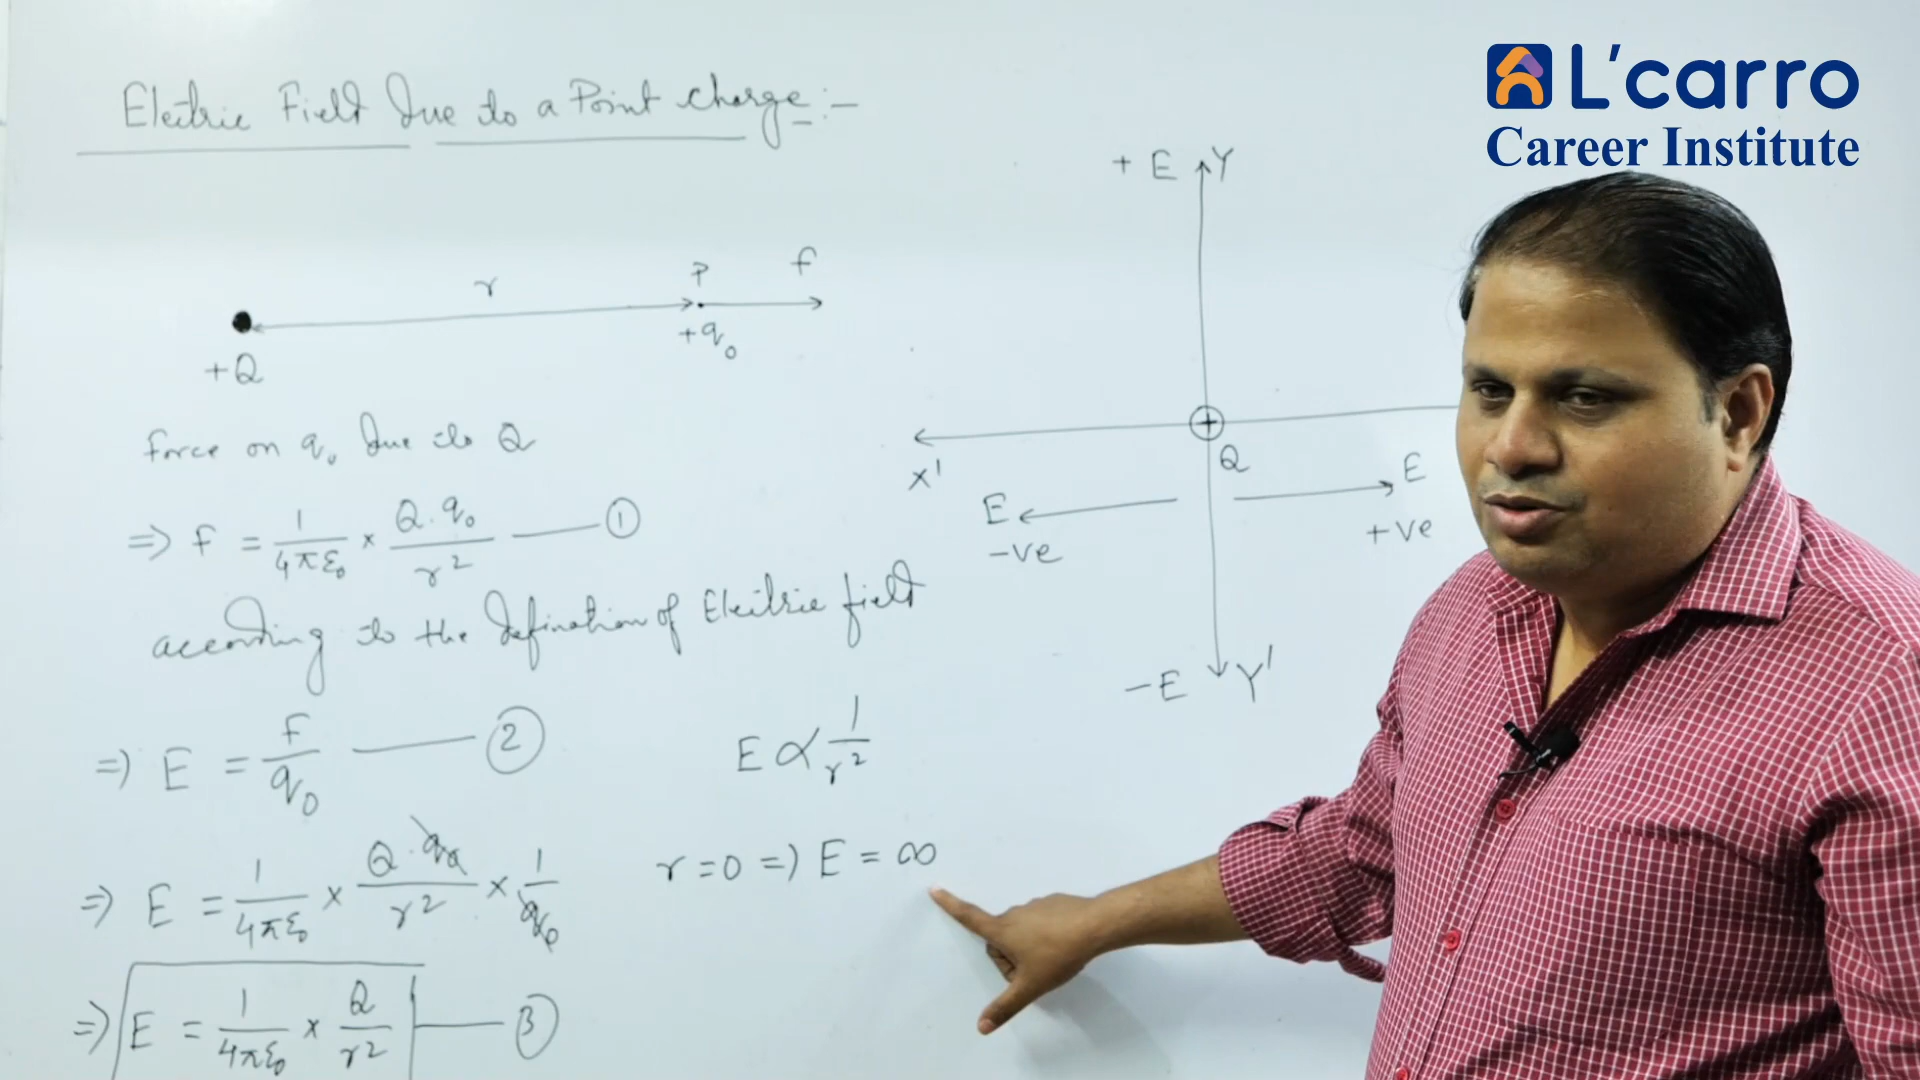 Electric Field Due to a Point Charge:-
r
P
f
+Q
+q₀
Force on q₀ Due to Q
⇒ F = 1/4πε₀ × Q.q₀/r² — ①
according to the Defination of Electric field
⇒ E = F/q₀ — ②
⇒ E = 1/4πε₀ × Q.q₀/r² × 1/q₀
⇒ E = 1/4πε₀ × Q/r² — ③
E ∝ 1/r²
r = 0 ⇒ E = ∞
+ E
Y
X'
+
Q
E
-ve
E
+ve
-E
Y'
L'carro
Career Institute